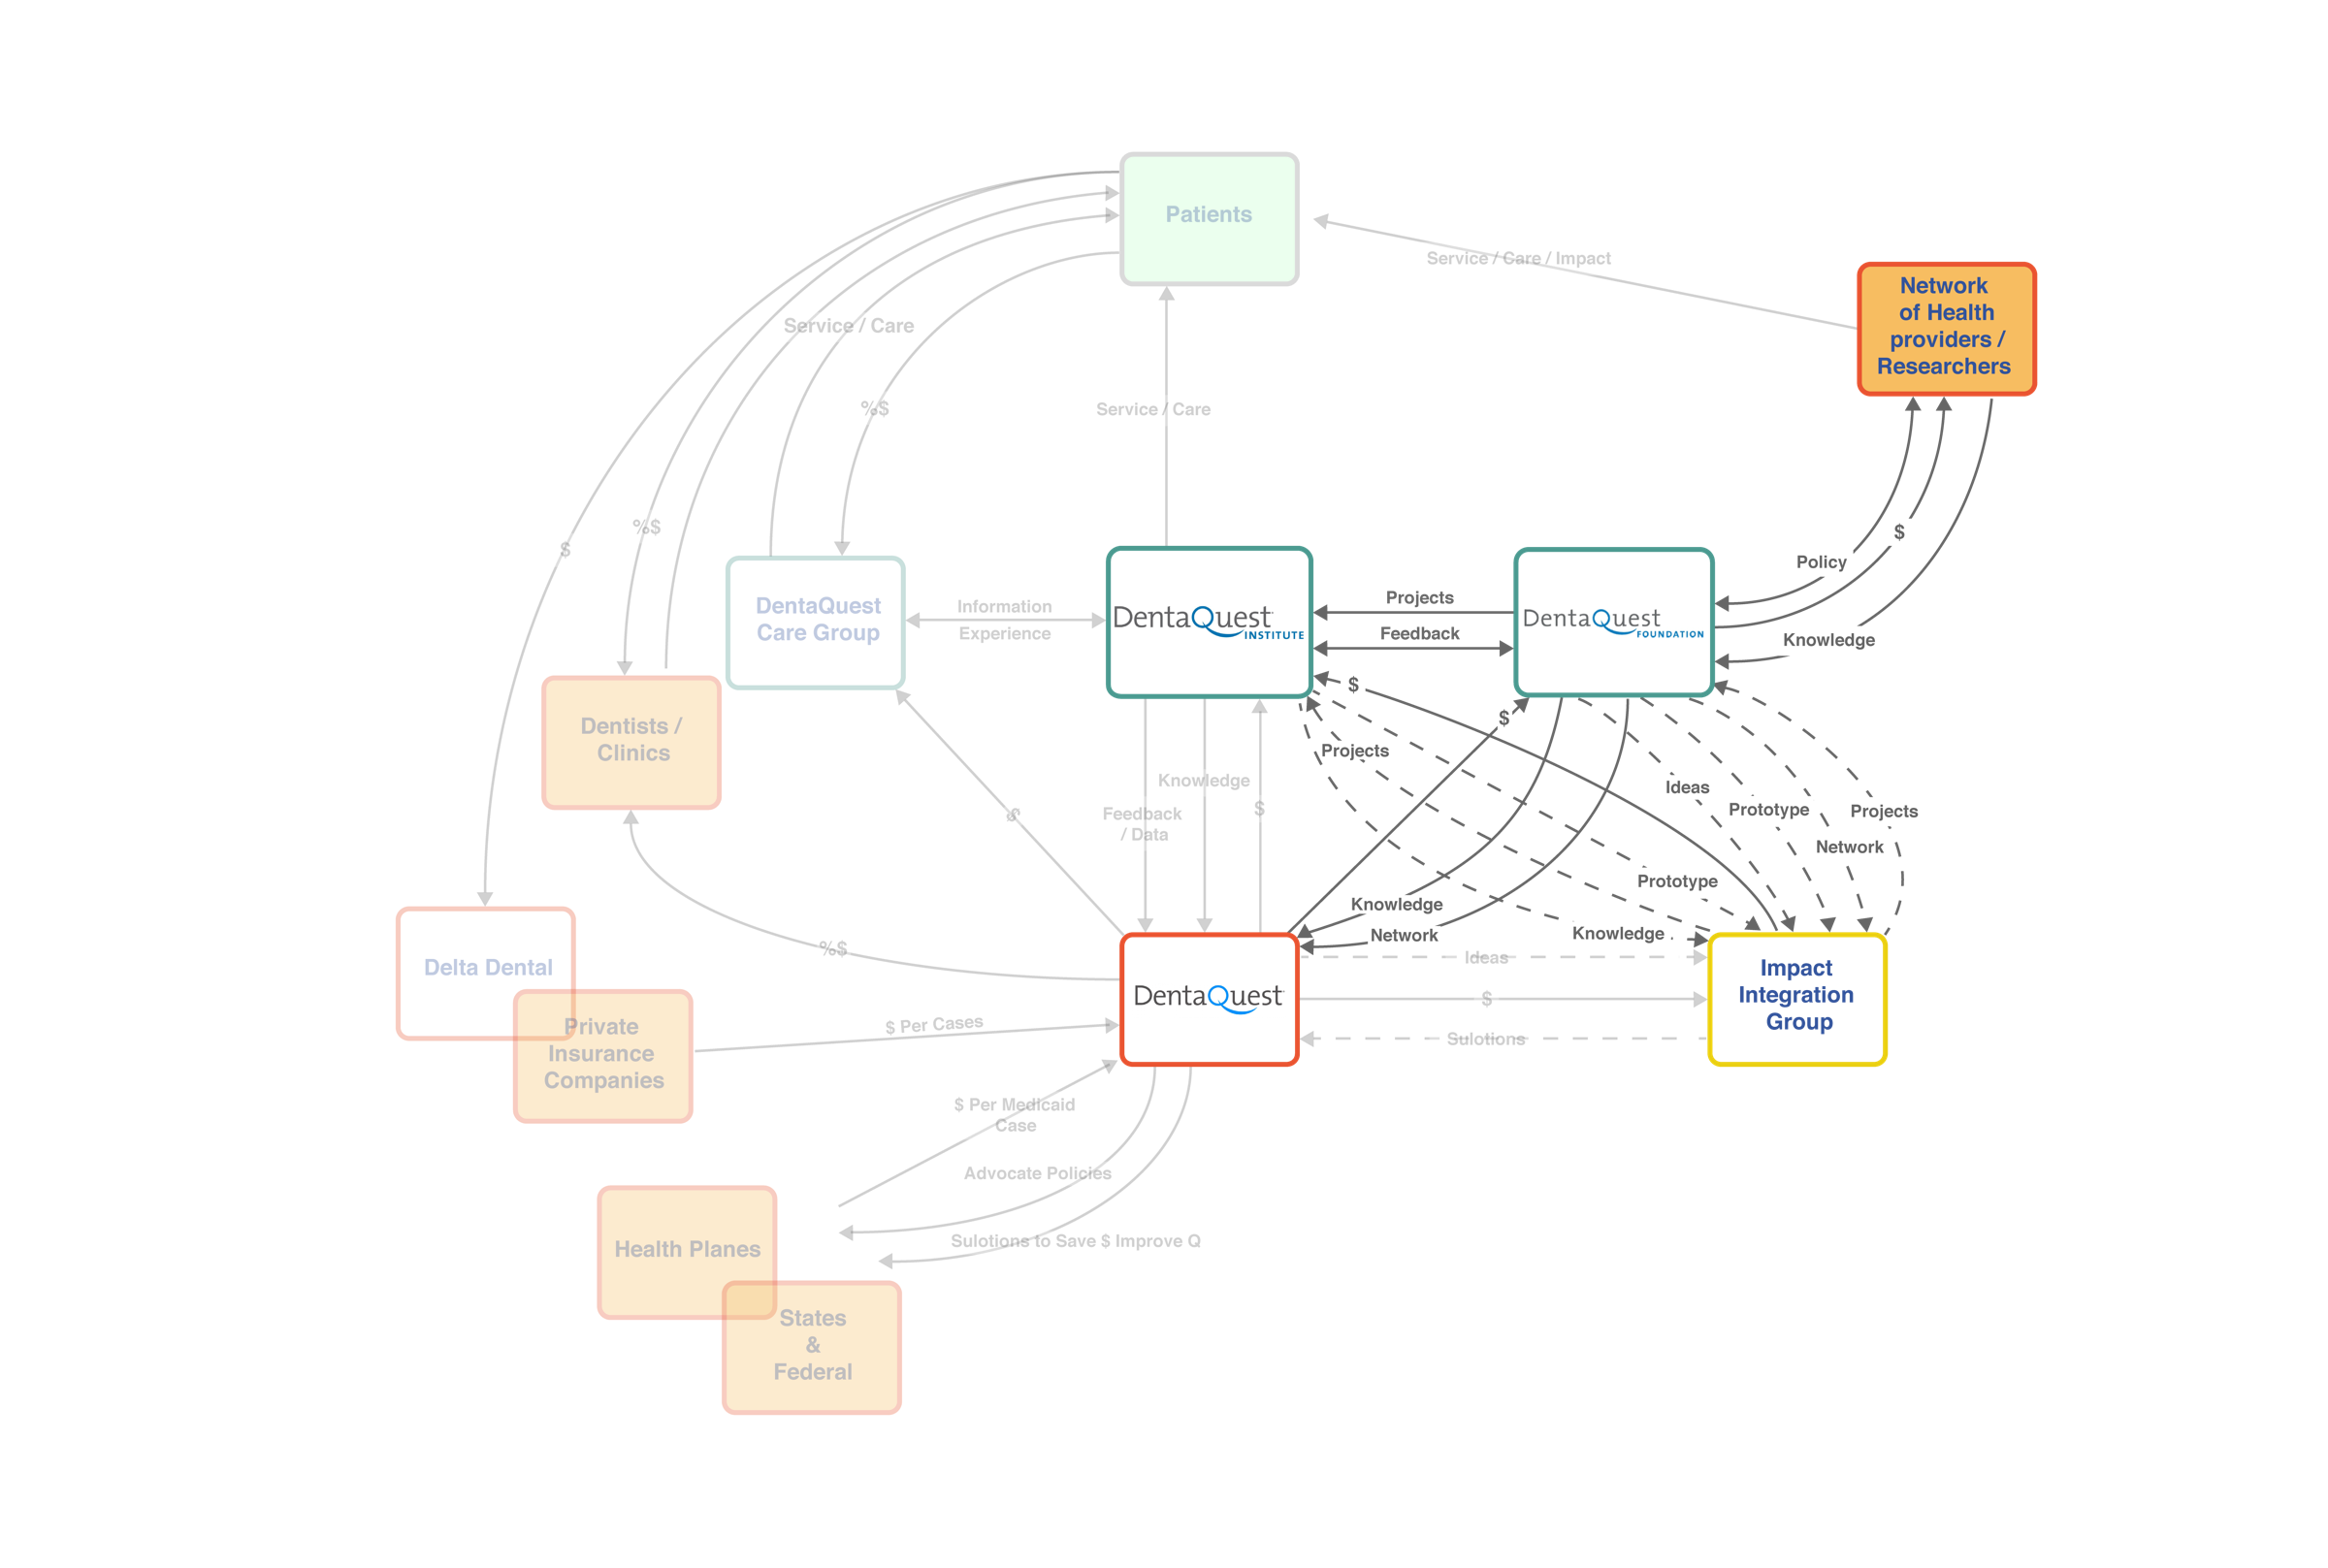 Patients
Service / Care / Impact
Network
of Health
providers /
Researchers
Service / Care
%$
Service / Care
%$
$
$
Policy
DentaQuest
Care Group
Information
Experience
DentaQuest
INSTITUTE
Projects
Feedback
DentaQuest
FOUNDATION
Knowledge
$
$
Dentists /
Clinics
Projects
Knowledge
Feedback
/ Data
$
$
Ideas
Prototype
Projects
Network
Prototype
Knowledge
Network
Knowledge
%$
Delta Dental
Ideas
$
Sulotions
DentaQuest
Impact
Integration
Group
Private
Insurance
Companies
$ Per Cases
$ Per Medicaid
Case
Advocate Policies
Sulotions to Save $ Improve Q
Health Planes
States
&
Federal